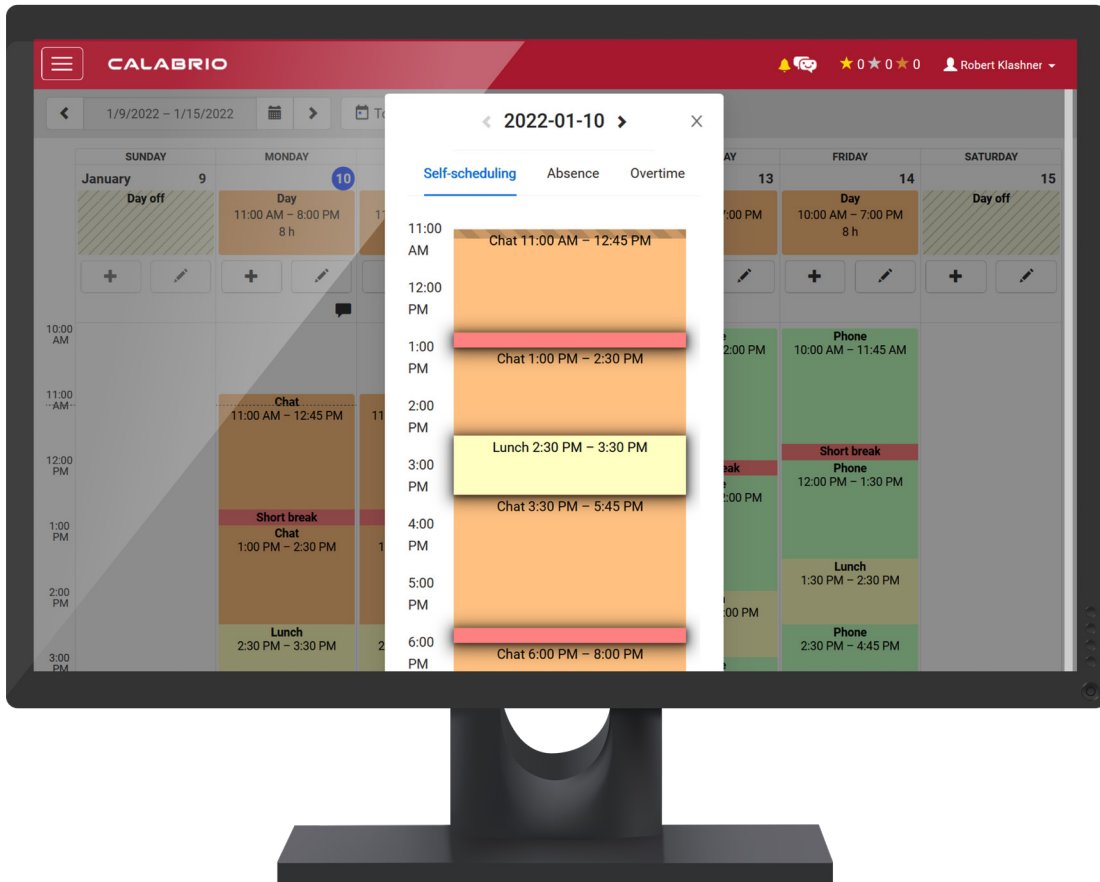 CALABRIO
0 0 0 Robert Klashner
1/9/2022 – 1/15/2022
SUNDAY MONDAY FRIDAY SATURDAY
January 9 10 13 14 15
Day off
Day
11:00 AM – 8:00 PM
8 h
:00 PM
Day
10:00 AM – 7:00 PM
8 h
Day off
2022-01-10
Self-scheduling Absence Overtime
11:00
AM
Chat 11:00 AM – 12:45 PM
12:00
PM
1:00
PM
Chat 1:00 PM – 2:30 PM
2:00
PM
Lunch 2:30 PM – 3:30 PM
3:00
PM
Chat 3:30 PM – 5:45 PM
4:00
PM
5:00
PM
6:00
PM
Chat 6:00 PM – 8:00 PM
10:00
AM
11:00
AM
12:00
PM
1:00
PM
2:00
PM
3:00
PM
Chat
11:00 AM – 12:45 PM
Short break
Chat
1:00 PM – 2:30 PM
Lunch
2:30 PM – 3:30 PM
2:00 PM
:00 PM
:00 PM
Phone
10:00 AM – 11:45 AM
Short break
Phone
12:00 PM – 1:30 PM
Lunch
1:30 PM – 2:30 PM
Phone
2:30 PM – 4:45 PM